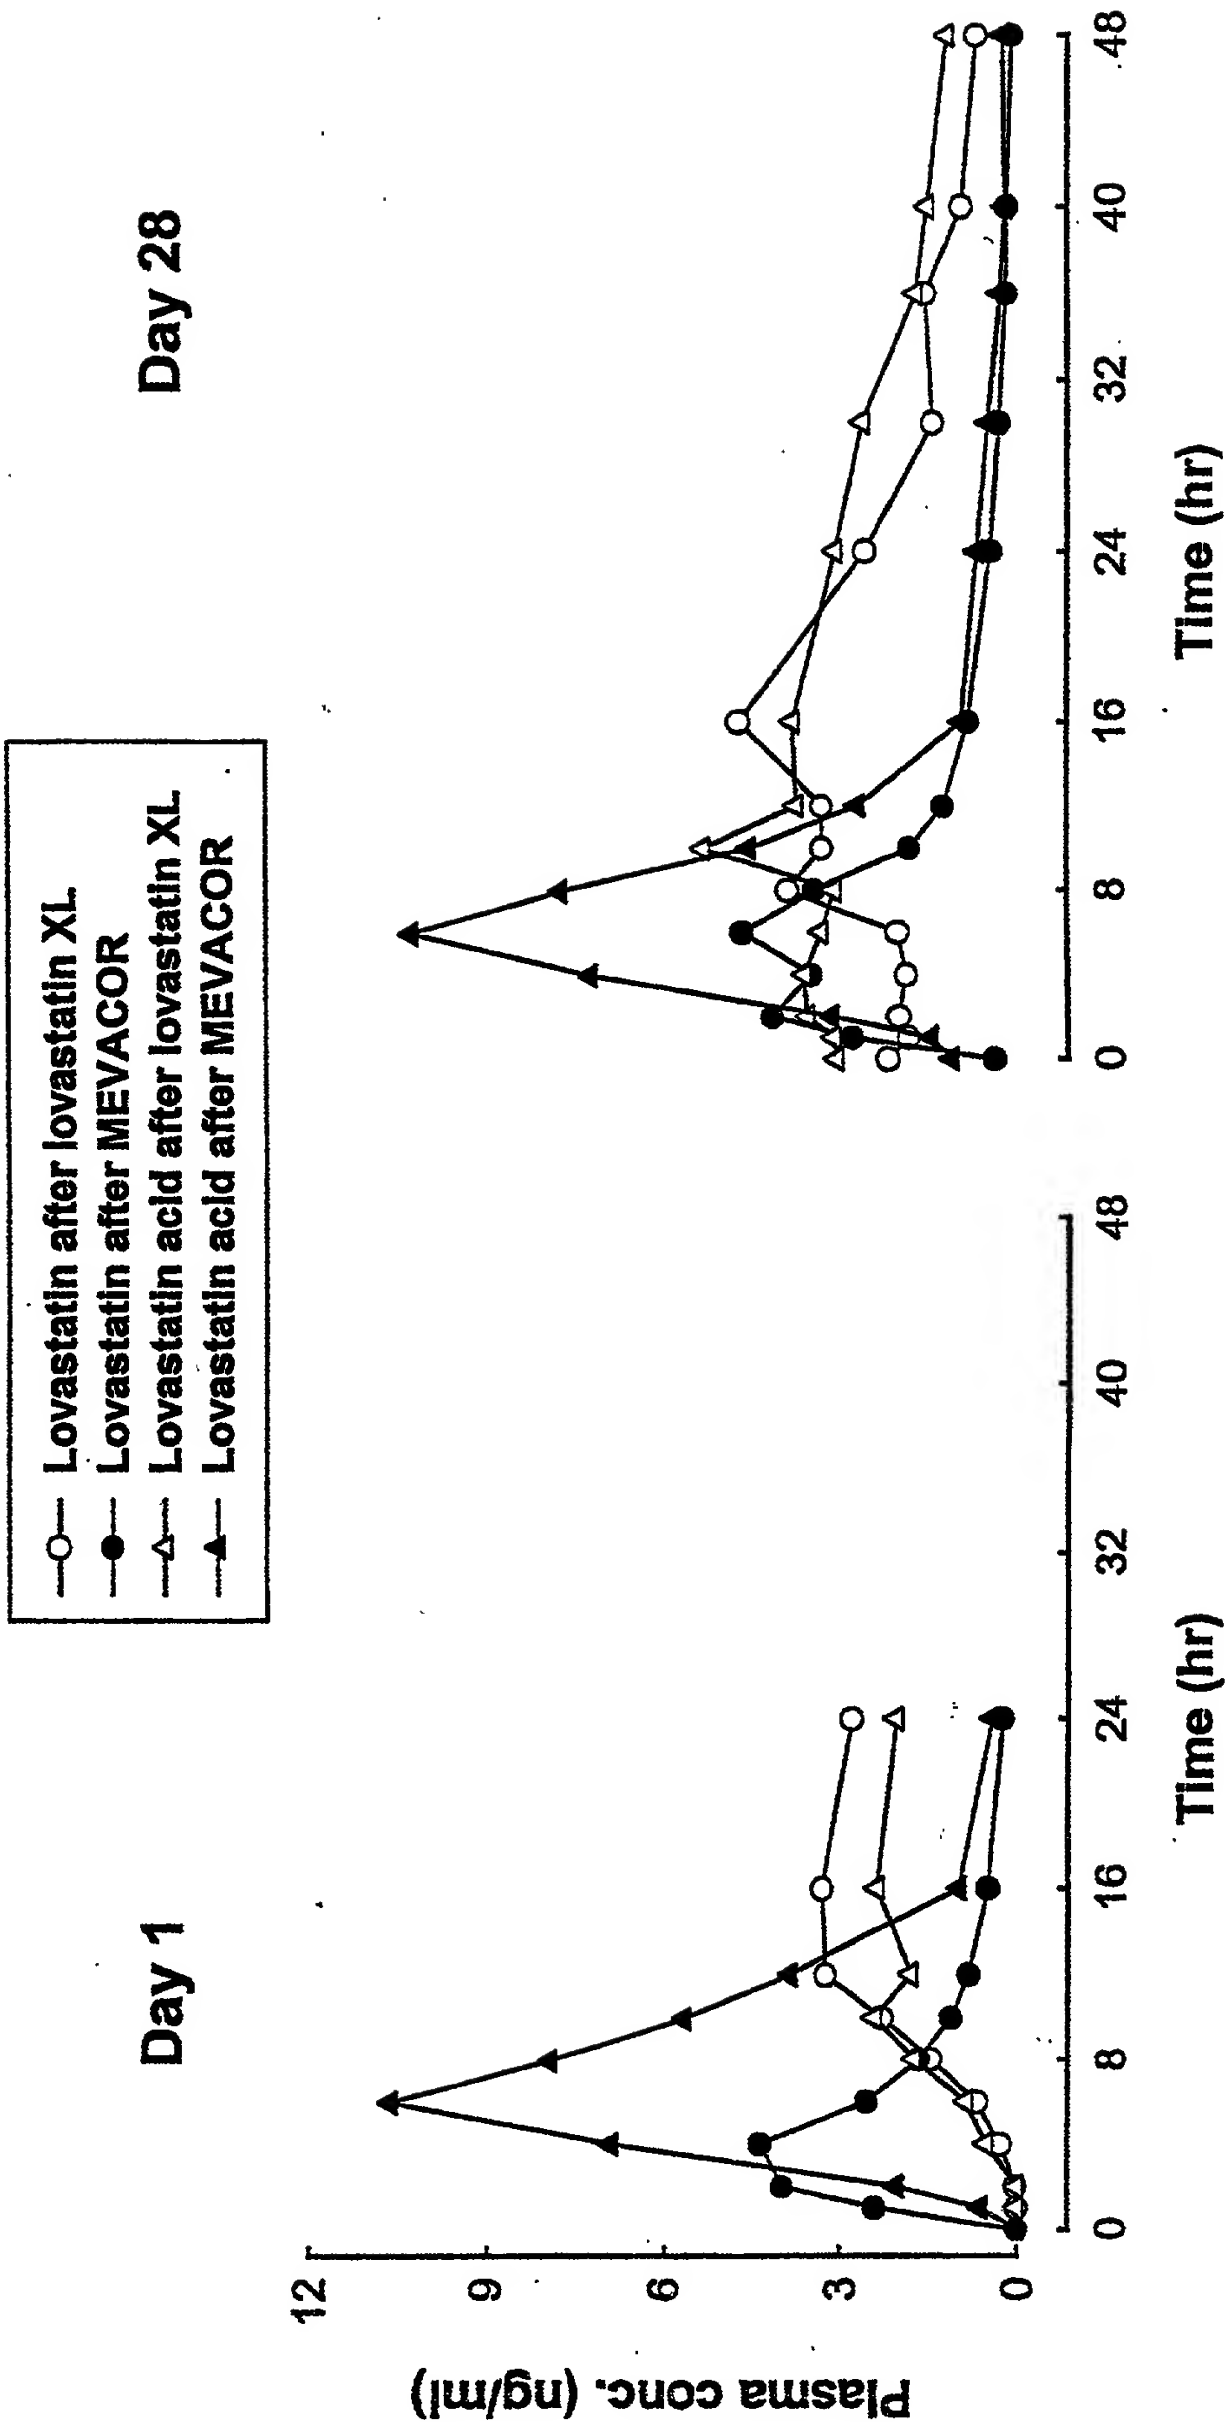 Lovastatin after lovastatin XL
Lovastatin after MEVACOR
Lovastatin acid after lovastatin XL
Lovastatin acid after MEVACOR
Day 1
Day 28
Plasma conc. (ng/ml)
12
9
6
3
0
0 8 16 24 32 40 48
Time (hr)
0 8 16 24 32 40 48
Time (hr)